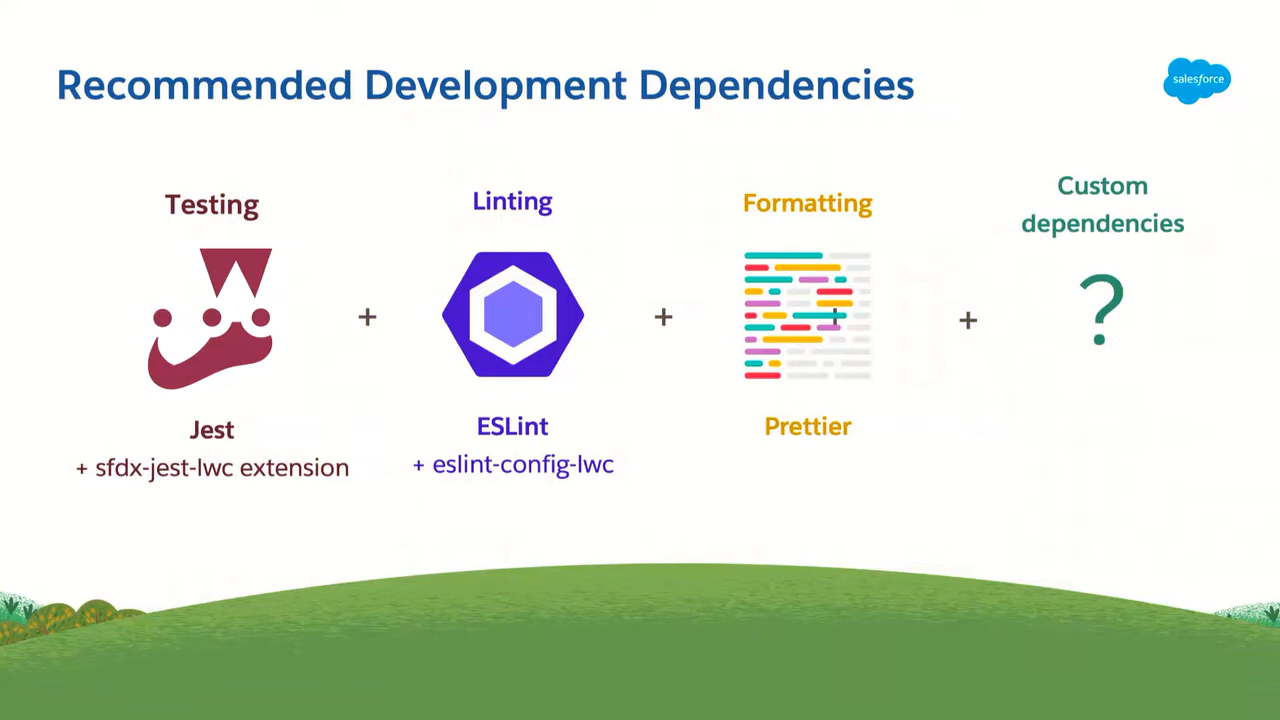 Recommended Development Dependencies
salesforce
Testing
Linting
Formatting
Custom
dependencies
+
+
+
?
Jest
+ sfdx-jest-lwc extension
ESLint
+ eslint-config-lwc
Prettier